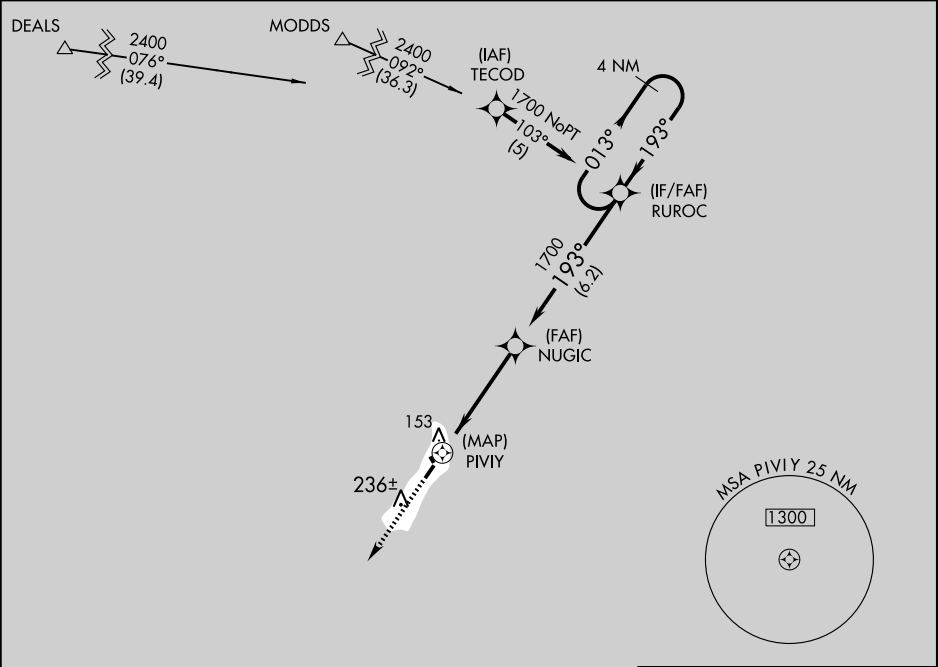 DEALS
2400
076°
(39.4)
MODDS
2400
092°
(36.3)
(IAF)
TECOD
1700 NoPT
103°
(5)
4 NM
013°
193°
(IF/FAF)
RUROC
1700
193°
(6.2)
(FAF)
NUGIC
153
(MAP)
PIVIY
236±
MSA PIVIY 25 NM
1300